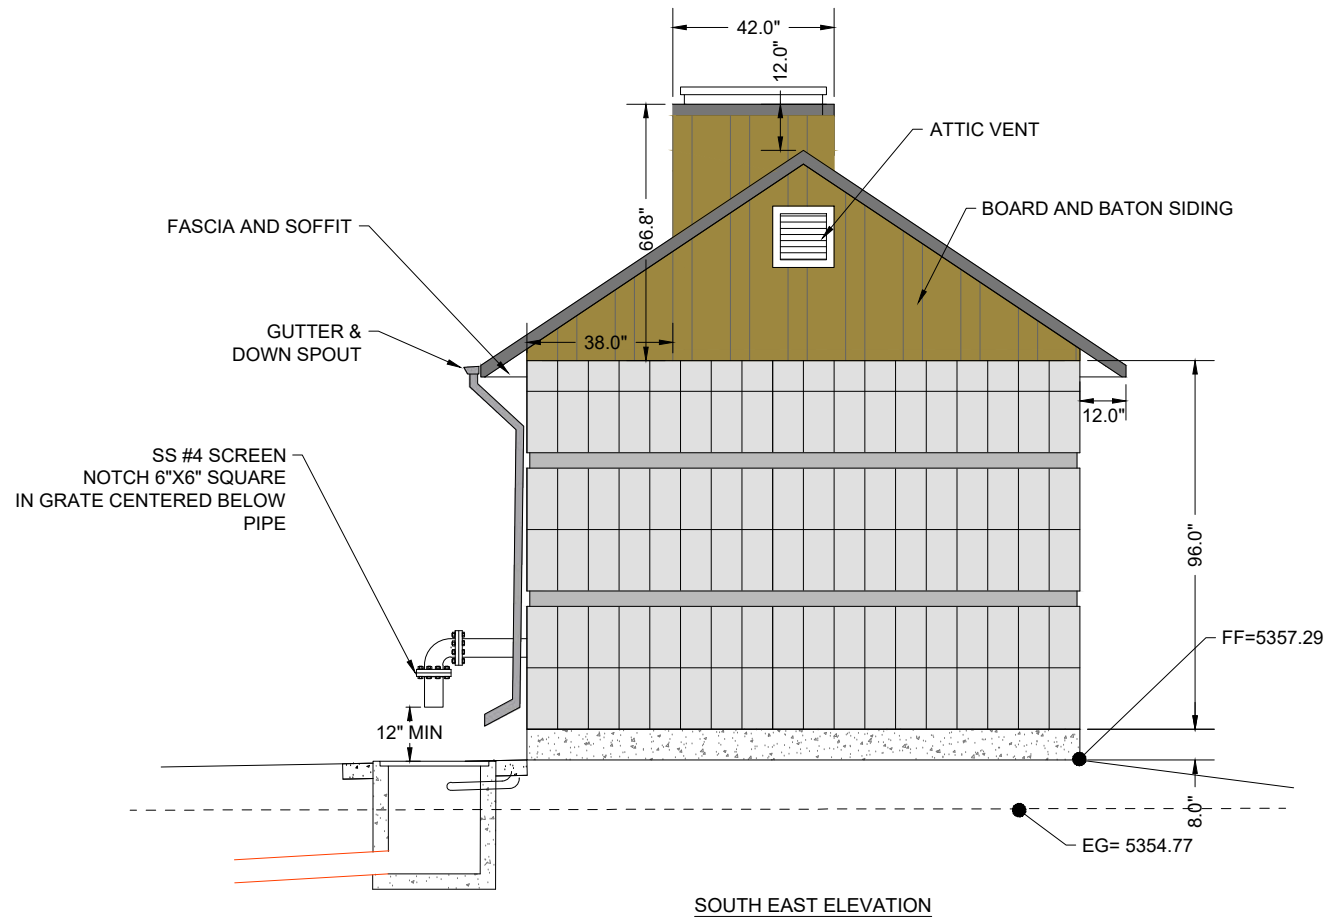 42.0"
12.0"
ATTIC VENT
BOARD AND BATON SIDING
66.8"
FASCIA AND SOFFIT
GUTTER &
DOWN SPOUT
38.0"
12.0"
SS #4 SCREEN
NOTCH 6"X6" SQUARE
IN GRATE CENTERED BELOW
PIPE
96.0"
FF=5357.29
12" MIN
8.0"
EG= 5354.77
SOUTH EAST ELEVATION